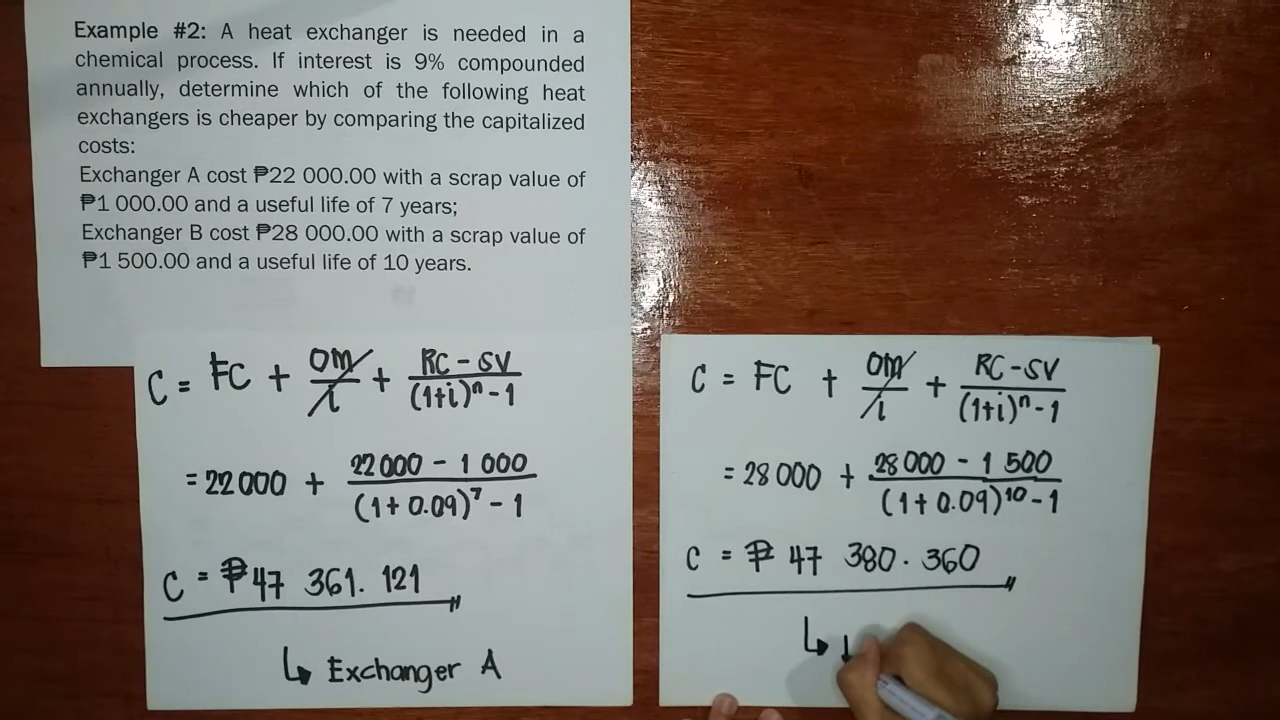 Example #2: A heat exchanger is needed in a
chemical process. If interest is 9% compounded
annually, determine which of the following heat
exchangers is cheaper by comparing the capitalized
costs:
Exchanger A cost ₱22 000.00 with a scrap value of
₱1 000.00 and a useful life of 7 years;
Exchanger B cost ₱28 000.00 with a scrap value of
₱1 500.00 and a useful life of 10 years.
C = FC + OM/i + RC - SV/(1+i)^n - 1
= 22 000 + 22 000 - 1 000/(1 + 0.09)^7 - 1
C = ₱47 361. 121
↳ Exchanger A
C = FC + OM/i + RC - SV/(1+i)^n - 1
= 28 000 + 28 000 - 1 500/(1 + 0.09)^10 - 1
C = ₱ 47 380. 360
↳